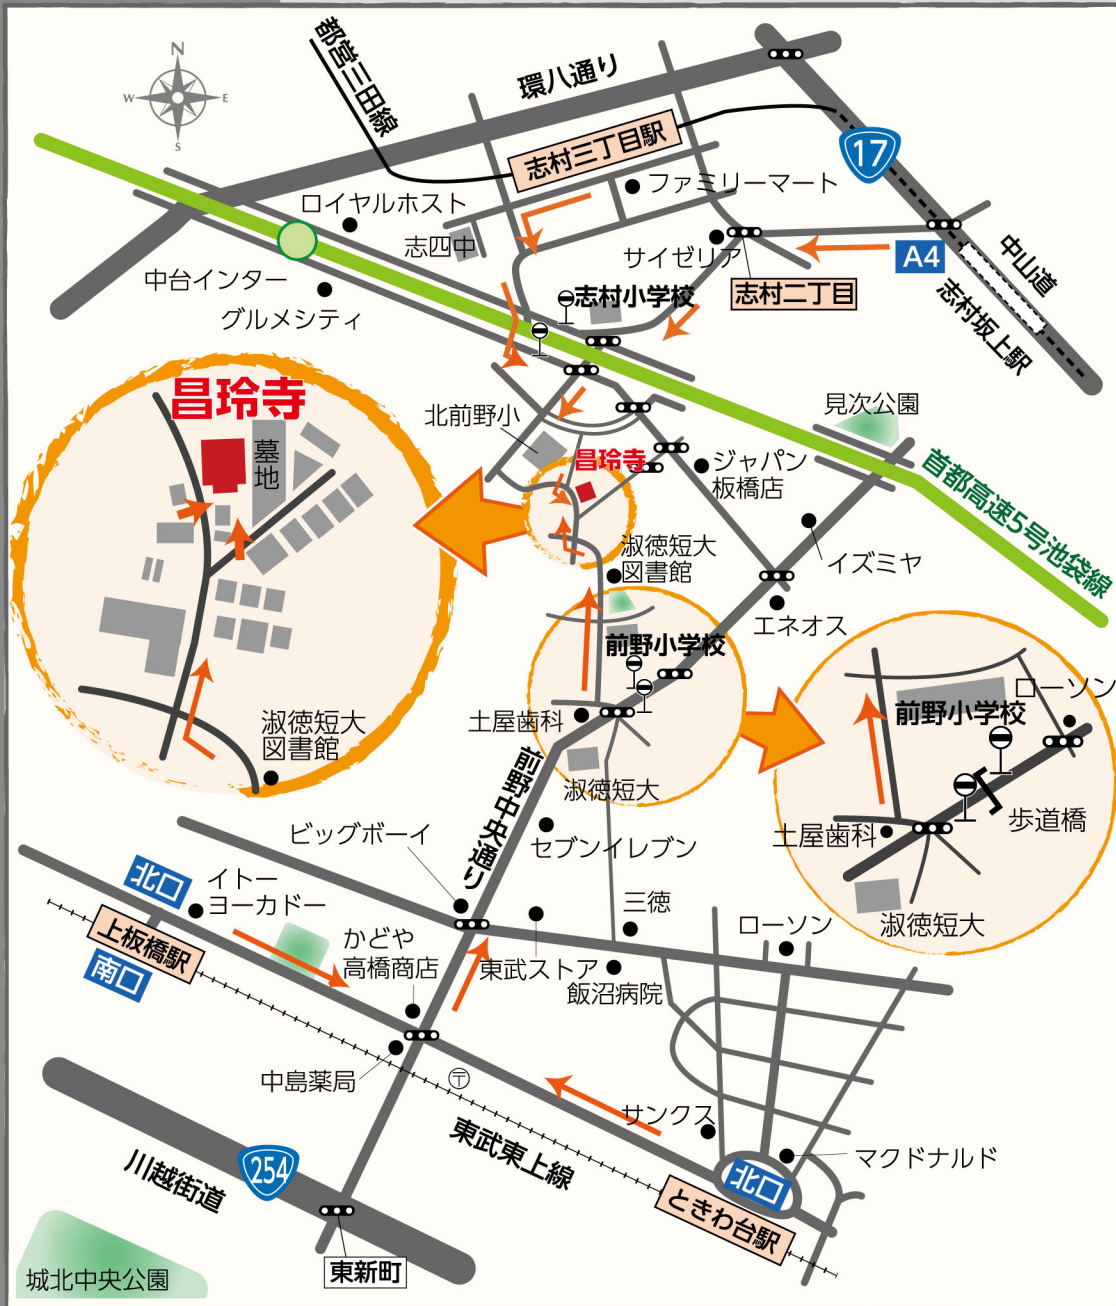 N
W
E
S
都営三田線
環八通り
志村三丁目駅
17
ファミリーマート
ロイヤルホスト
志四中
サイゼリア
A4
中山道
志村坂上駅
志村二丁目
中台インター
グルメシティ
志村小学校
昌玲寺
墓地
北前野小
昌玲寺
見次公園
ジャパン
板橋店
首都高速5号池袋線
イズミヤ
淑徳短大
図書館
エネオス
前野小学校
土屋歯科
淑徳短大
淑徳短大
図書館
ローソン
前野小学校
歩道橋
土屋歯科
淑徳短大
前野中央通り
ビッグボーイ
セブンイレブン
北口
イトー
ヨーカドー
上板橋駅
南口
かどや
高橋商店
東武ストア
三徳
飯沼病院
ローソン
中島薬局
〒
サンクス
東武東上線
マクドナルド
北口
ときわ台駅
川越街道
254
東新町
城北中央公園